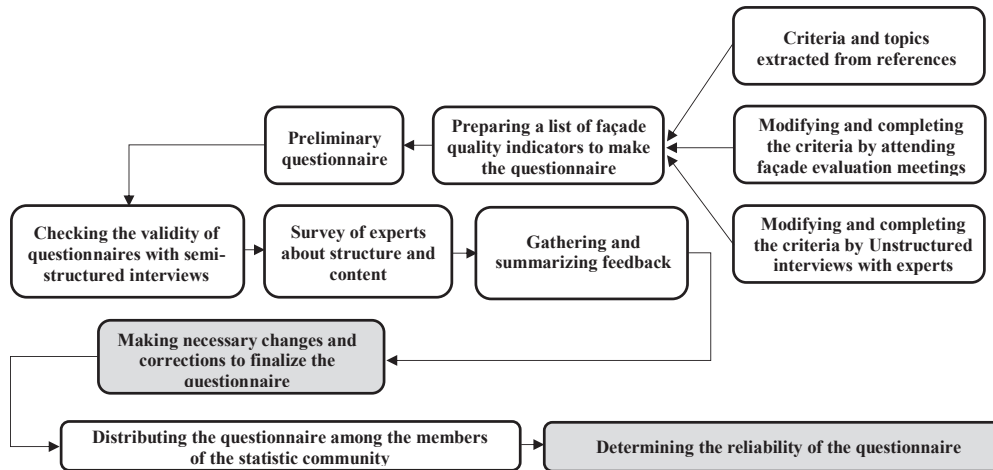 Criteria and topics
extracted from references
Preliminary
questionnaire
Preparing a list of façade
quality indicators to make
the questionnaire
Modifying and completing
the criteria by attending
façade evaluation meetings
Checking the validity of
questionnaires with semi-
structured interviews
Survey of experts
about structure and
content
Gathering and
summarizing feedback
Modifying and completing
the criteria by Unstructured
interviews with experts
Making necessary changes and
corrections to finalize the
questionnaire
Distributing the questionnaire among the members
of the statistic community
Determining the reliability of the questionnaire